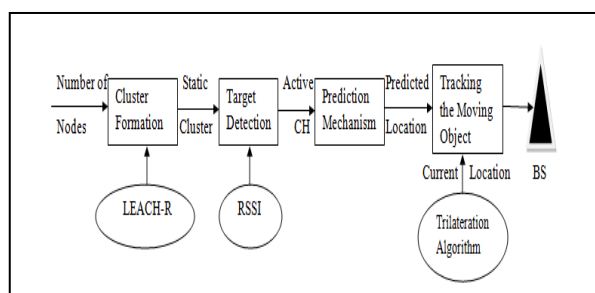 Number of
Nodes
Cluster
Formation
Static
Cluster
Target
Detection
Active
CH
Prediction
Mechanism
Predicted
Location
Tracking
the Moving
Object
Current Location
BS
LEACH-R
RSSI
Trilateration
Algorithm